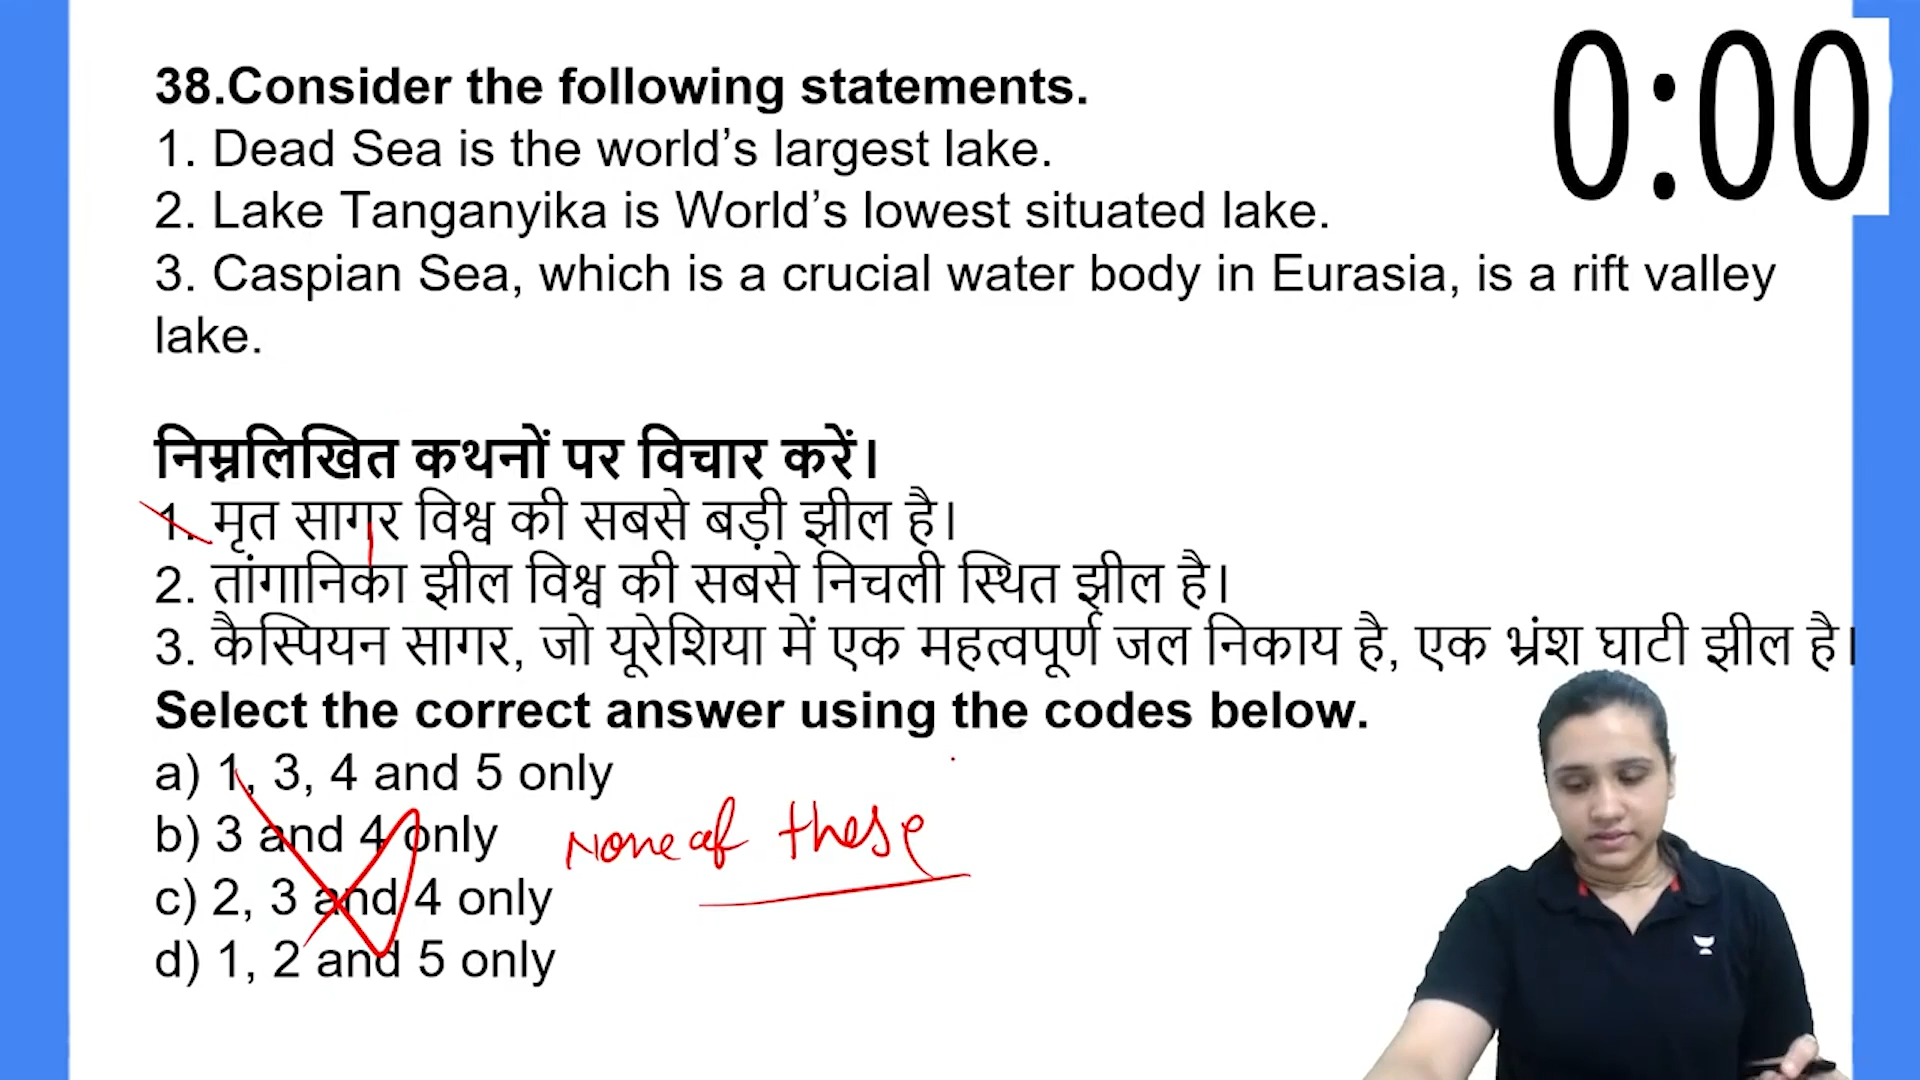 0:00
38.Consider the following statements.
1. Dead Sea is the world’s largest lake.
2. Lake Tanganyika is World’s lowest situated lake.
3. Caspian Sea, which is a crucial water body in Eurasia, is a rift valley
lake.
निम्नलिखित कथनों पर विचार करें।
1. मृत सागर विश्व की सबसे बड़ी झील है।
2. तांगानिका झील विश्व की सबसे निचली स्थित झील है।
3. कैस्पियन सागर, जो यूरेशिया में एक महत्वपूर्ण जल निकाय है, एक भ्रंश घाटी झील है।
Select the correct answer using the codes below.
a) 1, 3, 4 and 5 only
b) 3 and 4 only
None of these
c) 2, 3 and 4 only
d) 1, 2 and 5 only